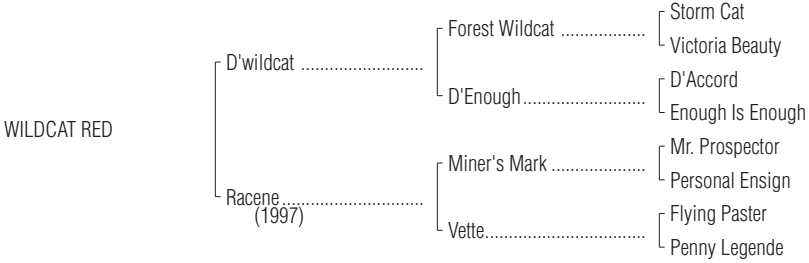 Storm Cat
Forest Wildcat ..................
Victoria Beauty
D'wildcat ..........................
D'Accord
D'Enough..........................
Enough Is Enough
WILDCAT RED
Mr. Prospector
Miner's Mark ....................
Personal Ensign
Racene..............................
(1997)
Flying Paster
Vette..................................
Penny Legende